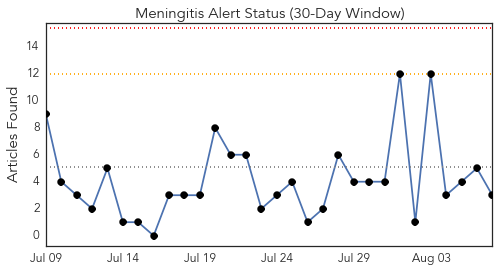 Meningitis Alert Status (30-Day Window)
Articles Found
14
12
10
8
6
4
2
0
Jul 09 Jul 14 Jul 19 Jul 24 Jul 29 Aug 03